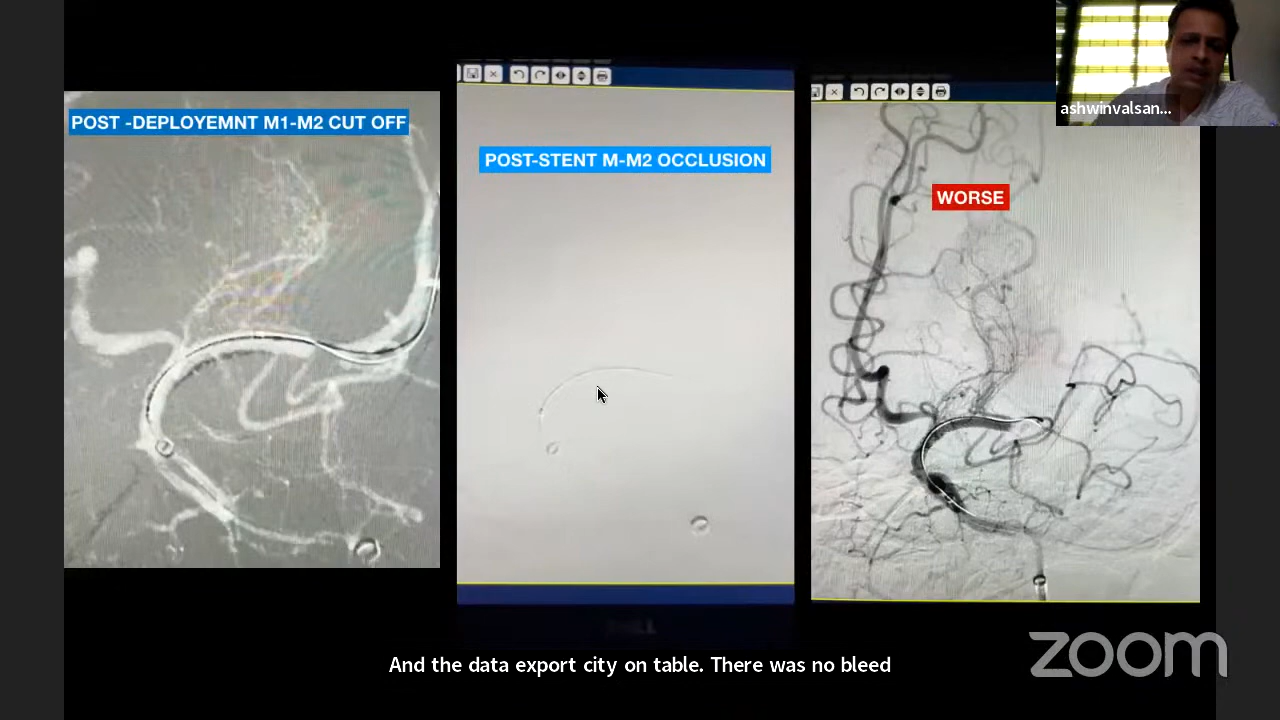 POST -DEPLOYEMNT M1-M2 CUT OFF
POST-STENT M-M2 OCCLUSION
WORSE
ashwinvalsan...
DELL
And the data export city on table. There was no bleed
zoom